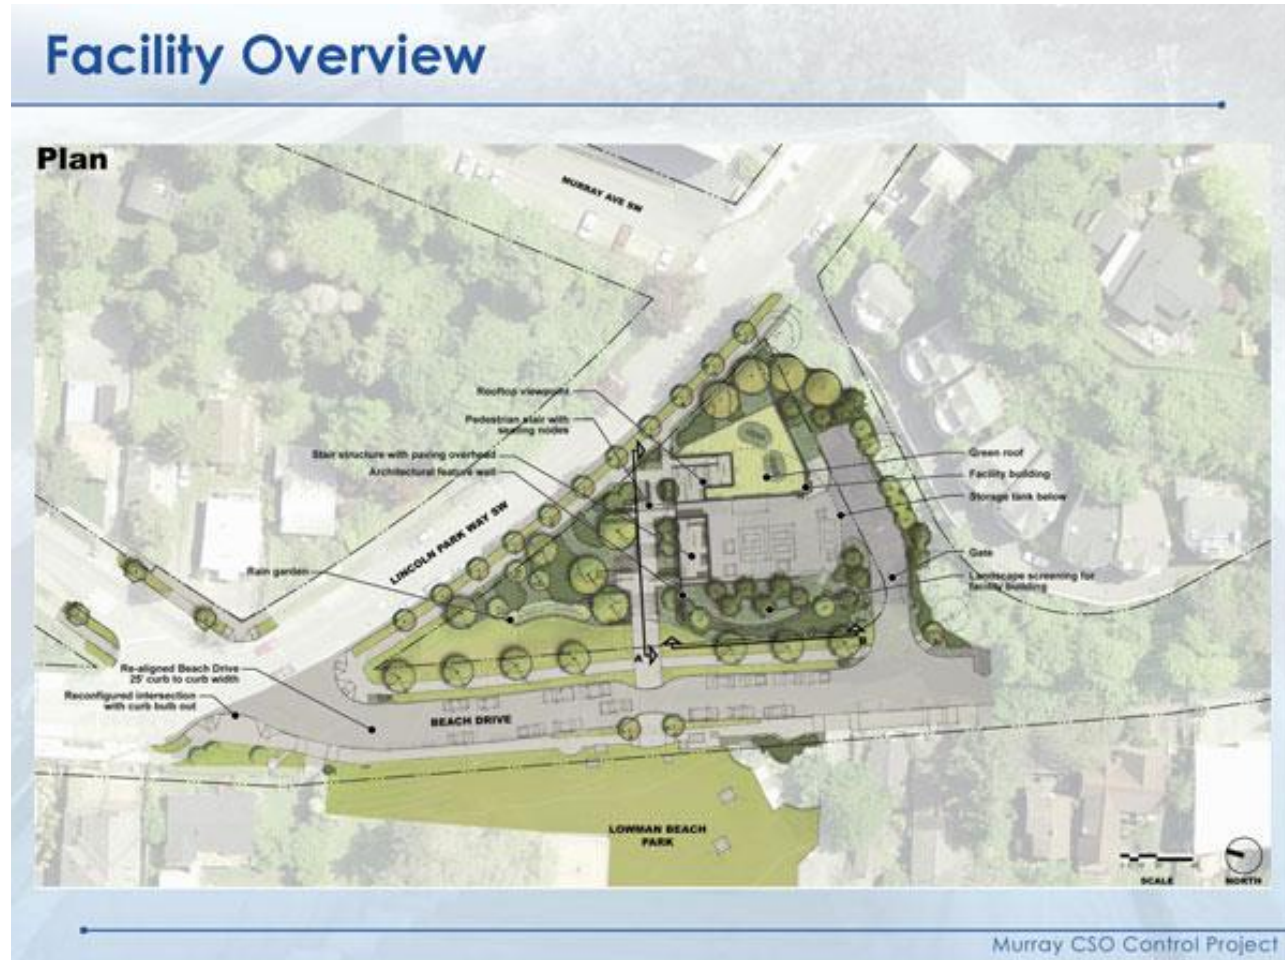 Facility Overview
Plan
MURRAY AVE SW
Rooftop viewpoint
Pedestrian stair with
seating nodes
Stair structure with paving overhead
Architectural feature wall
Green roof
Facility building
Storage tank below
Gate
Landscape screening for
facility building
LINCOLN PARK WAY SW
Rain garden
Re-aligned Beach Drive
25' curb to curb width
Reconfigured intersection
with curb bulb out
A
B
BEACH DRIVE
LOWMAN BEACH
PARK
SCALE
NORTH
Murray CSO Control Project